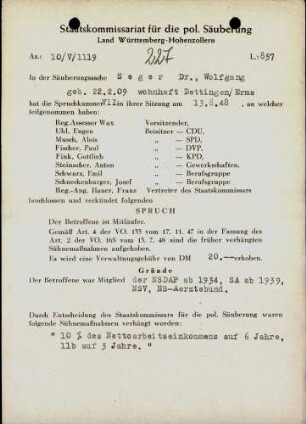 Staatskommissariat für die pol. Säuberung
Land Württemberg-Hohenzollern
Az.: 10/V/1119 227 L: 857
In der Säuberungssache Seger Dr., Wolfgang
geb. 22.2.09 wohnhaft Dettingen/Erms
hat die Spruchkammer VII in ihrer Sitzung am 13.8.48 , an welcher
teilgenommen haben:
Reg.Assessor Wax Vorsitzender,
Uhl, Eugen Beisitzer — CDU,
Musch, Alois „ — SPD,
Fischer, Paul „ — DVP,
Fink, Gottlieb „ — KPD,
Steinacher, Anton „ — Gewerkschaften,
Schwarz, Emil „ — Berufsgruppe
Schneckenburger, Josef „ — Berufsgruppe
Reg.-Ang. Hauer, Franz Vertreter des Staatskommissars
beschlossen und verkündet folgenden
SPRUCH
Der Betroffene ist Mitläufer.
Gemäß Art. 4 der VO. 133 vom 17. 11. 47 in der Fassung des
Art. 2 der VO. 165 vom 13. 7. 48 sind die früher verhängten
Sühnemaßnahmen aufgehoben.
Es wird eine Verwaltungsgebühr von DM 20.— erhoben.
Gründe
Der Betroffene war Mitglied der NSDAP ab 1934, SA ab 1939,
NSV, NS-Aerztebund.
Durch Entscheidung des Staatskommissars für die pol. Säuberung waren
folgende Sühnemaßnahmen verhängt worden:
" 10 % des Nettoarbeitseinkommens auf 6 Jahre,
11b auf 3 Jahre. "